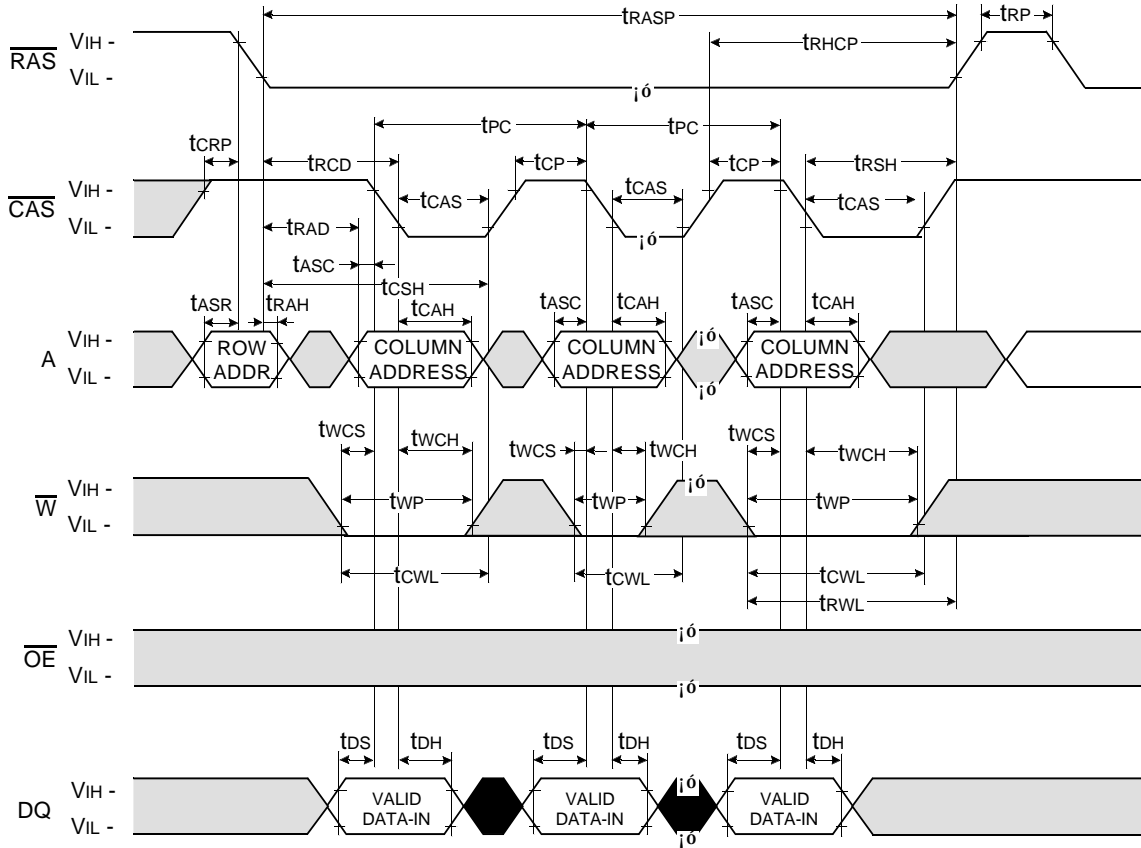 tRASP tRP
tRHCP
RAS VIH - VIL -
¡ó
tPC tPC
tCRP tRCD tCP tCP tRSH
CAS VIH - VIL -
tCAS tCAS tCAS
¡ó
tRAD
tASC tCSH
tASR tRAH tCAH tASC tCAH tASC tCAH
A VIH - VIL -
ROW ADDR.
COLUMN ADDRESS
COLUMN ADDRESS
COLUMN ADDRESS
¡ó
¡ó
tWCS tWCH tWCS tWCH tWCS tWCH
W VIH - VIL -
tWP tWP tWP
¡ó
tCWL tCWL tCWL
tRWL
OE VIH - VIL -
¡ó
¡ó
tDS tDH tDS tDH tDS tDH
DQ VIH - VIL -
VALID DATA-IN
VALID DATA-IN
VALID DATA-IN
¡ó
¡ó